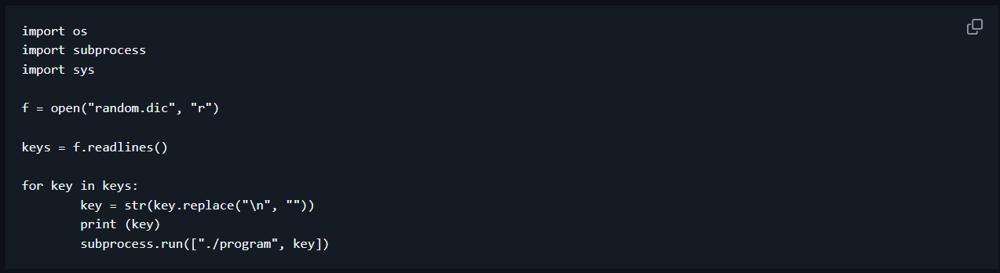 import os
import subprocess
import sys
f = open("random.dic", "r")
keys = f.readlines()
for key in keys:
        key = str(key.replace("\n", ""))
        print (key)
        subprocess.run(["./program", key])